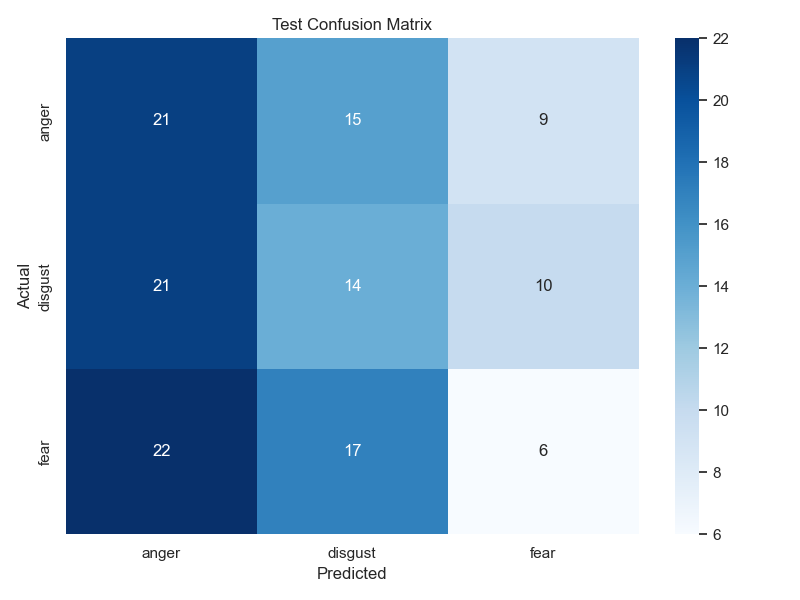 Test Confusion Matrix
Actual
anger
21 15 9
disgust
21 14 10
fear
22 17 6
anger disgust fear
Predicted
22
20
18
16
14
12
10
8
6